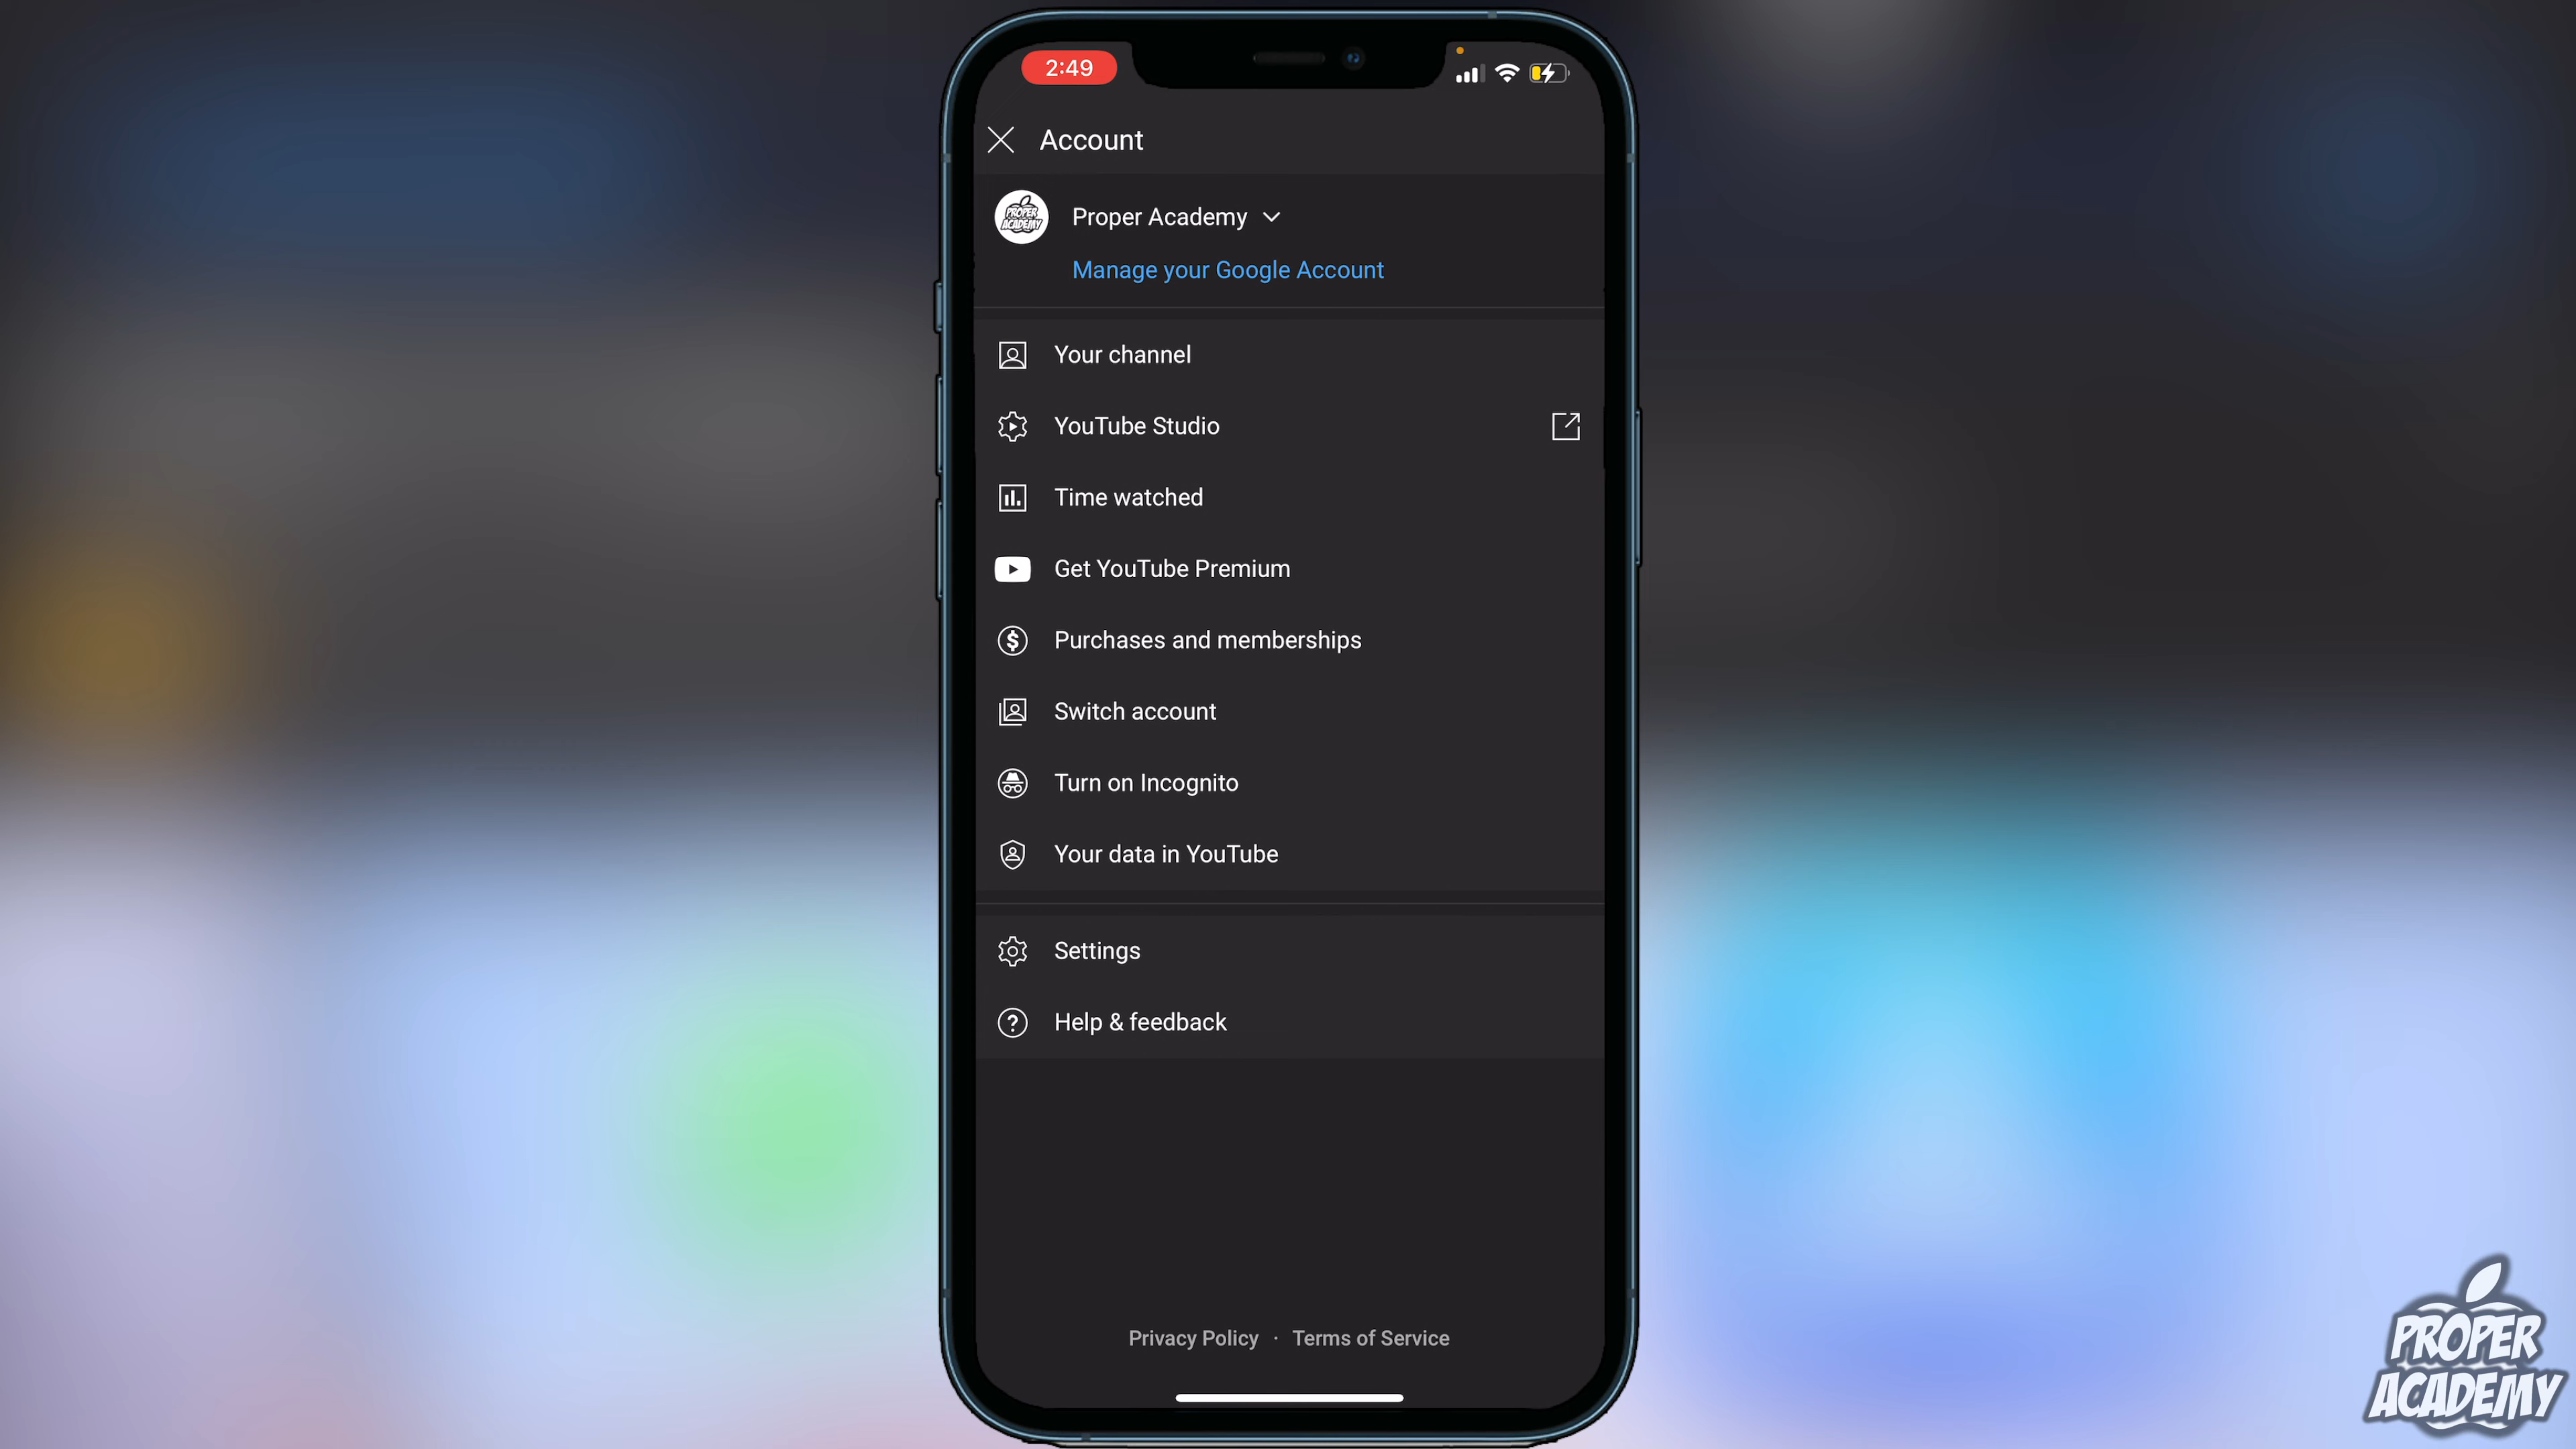 2:49
Account
PROPER
ACADEMY
Proper Academy
Manage your Google Account
Your channel
YouTube Studio
Time watched
Get YouTube Premium
Purchases and memberships
Switch account
Turn on Incognito
Your data in YouTube
Settings
Help & feedback
Privacy Policy · Terms of Service
PROPER
ACADEMY